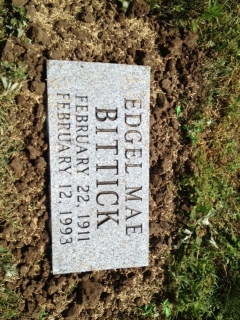 EDGEL MAE
BITTICK
FEBRUARY 22, 1911
FEBRUARY 12, 1993